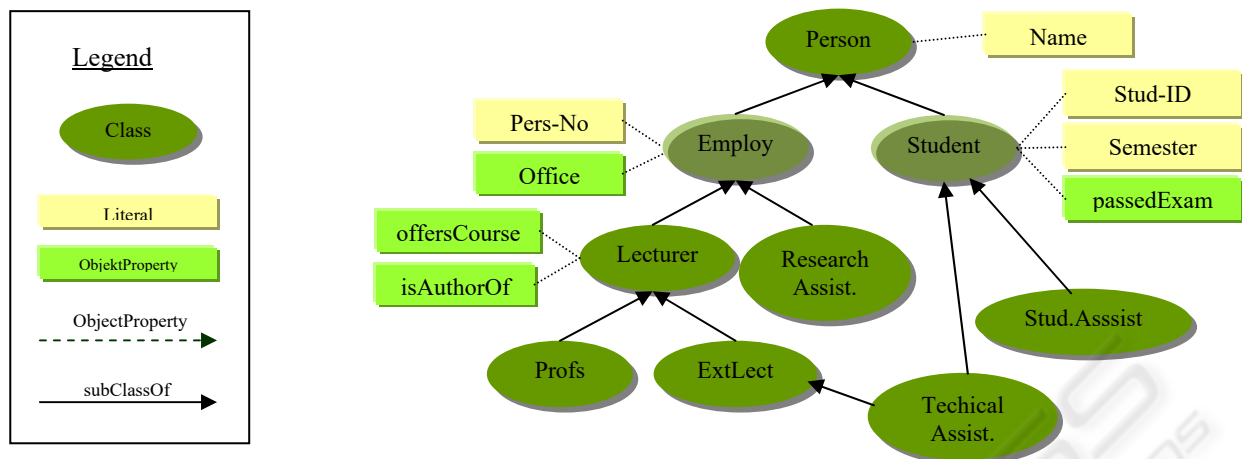 Legend
Class
Literal
ObjektProperty
ObjectProperty
subClassOf
Person
Name
Pers-No
Office
Employ
Student
Stud-ID
Semester
passedExam
offersCourse
isAuthorOf
Lecturer
Research
Assist.
Stud.Asssist
Profs
ExtLect
Techical
Assist.